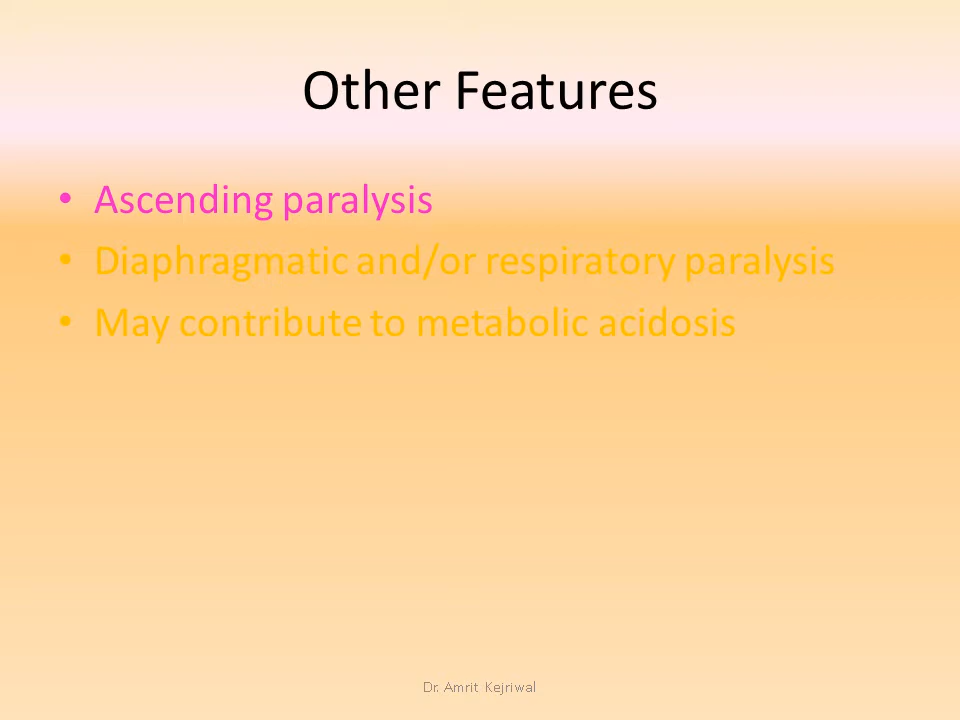 Other Features
• Ascending paralysis
• Diaphragmatic and/or respiratory paralysis
• May contribute to metabolic acidosis
Dr. Amrit Kejriwal